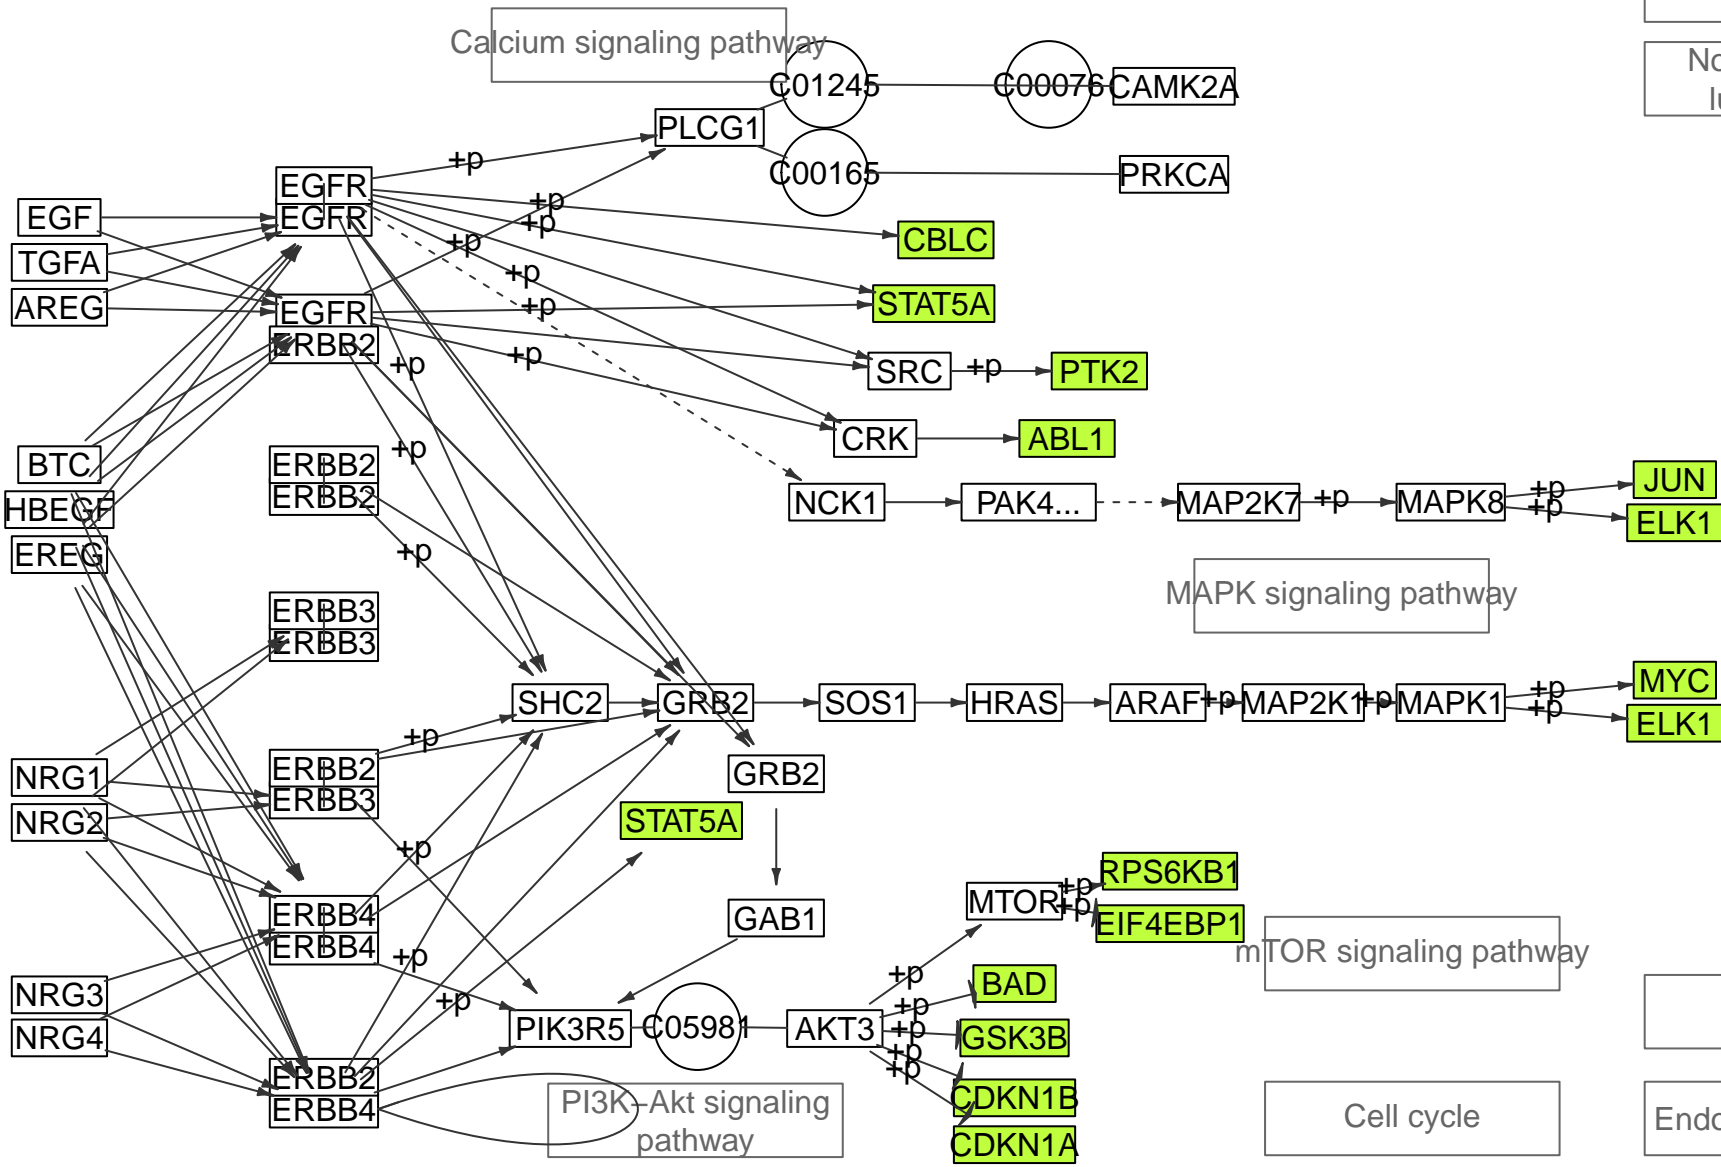 Calcium signaling pathway
C01245
C00076
CAMK2A
No
lu
PLCG1
+p
C00165
PRKCA
EGFR
EGFR
EGF
TGFA
AREG
+p
+p
+p
+p
+p
+p
+p
CBLC
STAT5A
EGFR
ERBB2
SRC
+p
PTK2
CRK
ABL1
+p
BTC
HBEGF
EREG
ERBB2
ERBB2
+p
NCK1
PAK4...
MAP2K7
+p
MAPK8
+p
+p
JUN
ELK1
MAPK signaling pathway
ERBB3
ERBB3
SHC2
GRB2
SOS1
HRAS
ARAF
+p
MAP2K1
+p
MAPK1
+p
+p
MYC
ELK1
+p
NRG1
NRG2
ERBB2
ERBB3
GRB2
STAT5A
+p
ERBB4
ERBB4
GAB1
MTOR
+p
+p
RPS6KB1
EIF4EBP1
mTOR signaling pathway
+p
+p
NRG3
NRG4
PIK3R5
C05981
AKT3
+p
+p
+p
+p
+p
BAD
GSK3B
CDKN1B
CDKN1A
ERBB2
ERBB4
PI3K−Akt signaling
pathway
Cell cycle
Endo